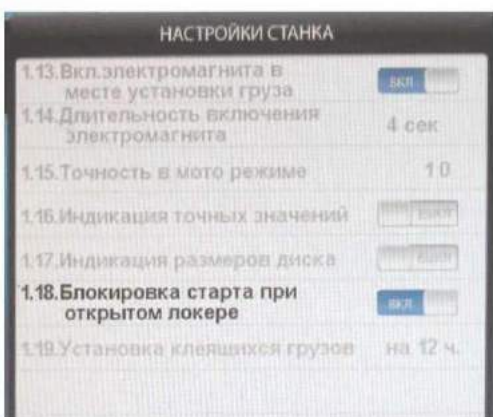 НАСТРОЙКИ СТАНКА
1.13.Вкл.электромагнита в
месте установки груза
ВКЛ
1.14.Длительность включения
электромагнита
4 сек
1.15.Точность в мото режиме
10
1.16.Индикация точных значений
ВЫКЛ
1.17.Индикация размеров диска
ВЫКЛ
1.18.Блокировка старта при
открытом локере
ВКЛ
1.19.Установка клеящихся грузов
на 12 ч.